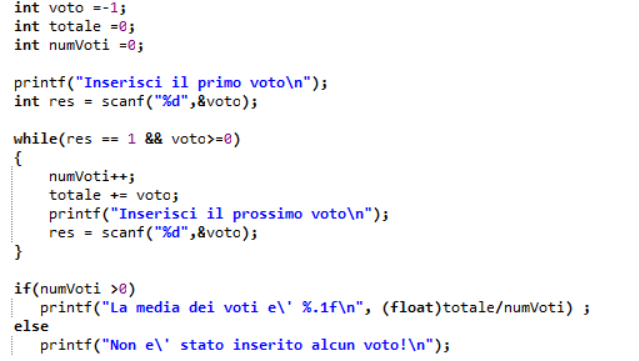 int voto =-1;
int totale =0;
int numVoti =0;
printf("Inserisci il primo voto\n");
int res = scanf("%d",&voto);
while(res == 1 && voto>=0)
{
numVoti++;
totale += voto;
printf("Inserisci il prossimo voto\n");
res = scanf("%d",&voto);
}
if(numVoti >0)
printf("La media dei voti e\' %.1f\n", (float)totale/numVoti) ;
else
printf("Non e\' stato inserito alcun voto!\n");